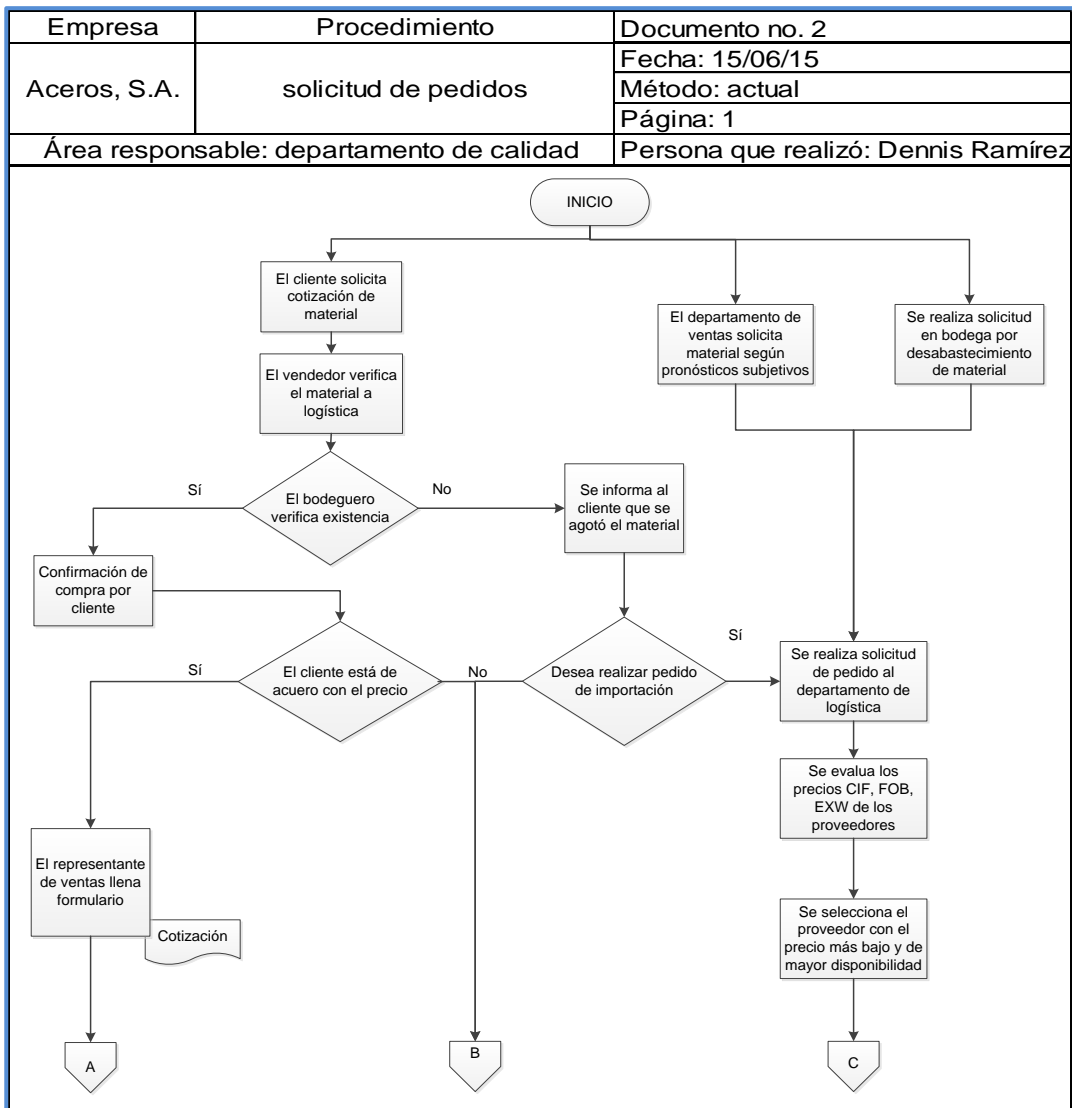 Empresa
Procedimiento
Documento no. 2
Aceros, S.A.
solicitud de pedidos
Fecha: 15/06/15
Método: actual
Página: 1
Área responsable: departamento de calidad
Persona que realizó: Dennis Ramírez
INICIO
El cliente solicita
cotización de
material
El departamento de
ventas solicita
material según
pronósticos subjetivos
Se realiza solicitud
en bodega por
desabastecimiento
de material
El vendedor verifica
el material a
logística
El bodeguero
verifica existencia
Sí
No
Se informa al
cliente que se
agotó el material
Confirmación de
compra por
cliente
El cliente está de
acuero con el precio
Sí
No
Desea realizar pedido
de importación
Sí
Se realiza solicitud
de pedido al
departamento de
logística
Se evalua los
precios CIF, FOB,
EXW de los
proveedores
El representante
de ventas llena
formulario
Cotización
Se selecciona el
proveedor con el
precio más bajo y de
mayor disponibilidad
A
B
C